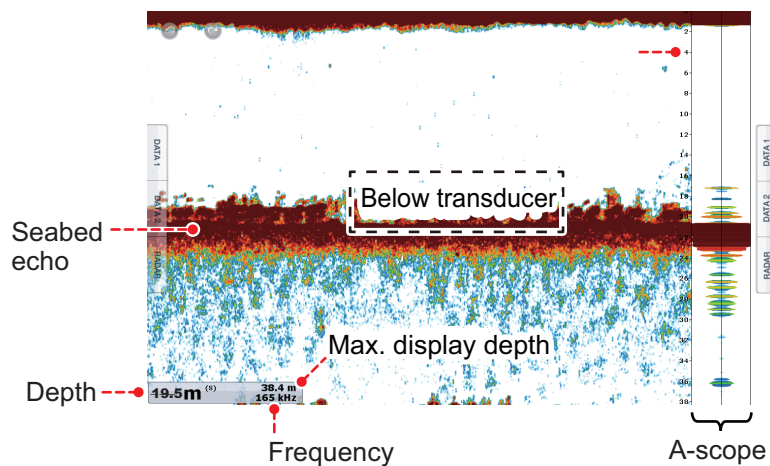 0
2
4
6
8
10
12
14
16
18
20
22
24
26
28
30
32
34
36
38
DATA 1
DATA 2
RADAR
DATA 1
DATA 2
RADAR
Below transducer
Seabed
echo
Max. display depth
Depth
19.5m (S)
38.4 m
165 kHz
Frequency
A-scope